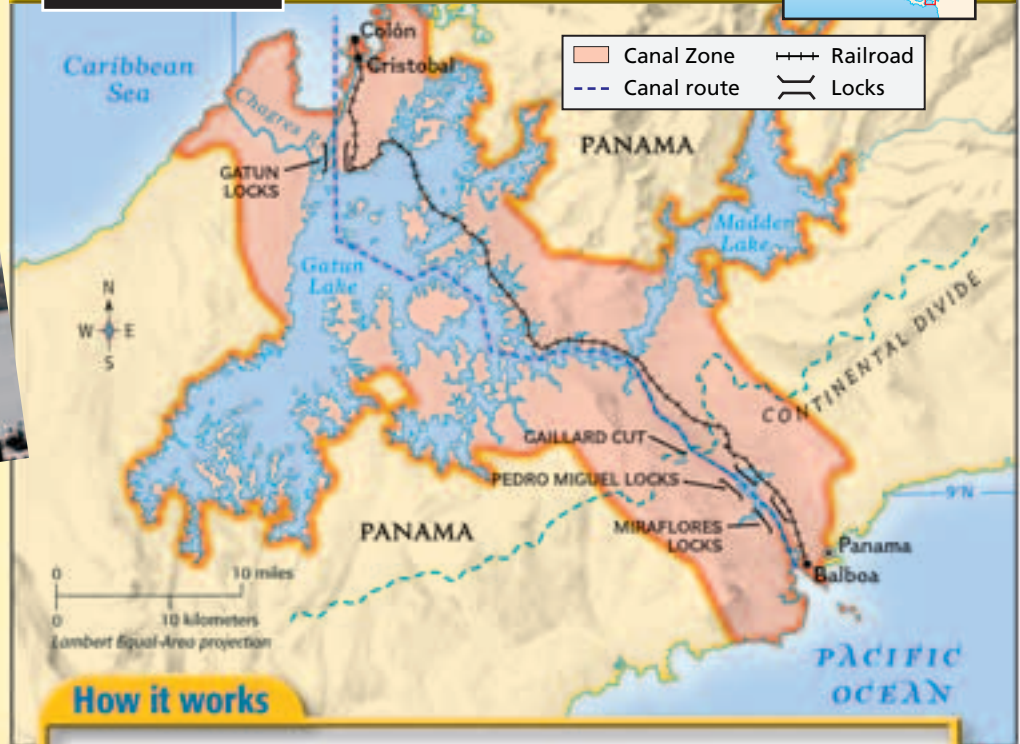 Colón
Cristobal
Caribbean
Sea
Canal Zone
Railroad
Canal route
Locks
Chagres R.
PANAMA
GATUN
LOCKS
Madden
Lake
Gatun
Lake
N
W E
S
CONTINENTAL DIVIDE
GAILLARD CUT
PEDRO MIGUEL LOCKS
9°N
PANAMA
MIRAFLORES
LOCKS
Panama
Balboa
0 10 miles
0 10 kilometers
Lambert Equal-Area projection
PACIFIC
OCEAN
How it works